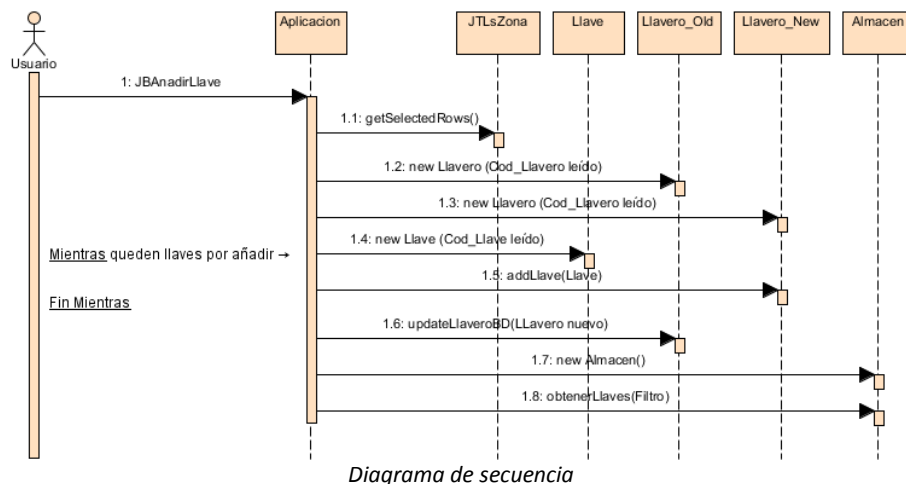 Aplicacion
JTLsZona
Llave
Llavero_Old
Llavero_New
Almacen
Usuario
1: JBAnadirLlave
1.1: getSelectedRows()
1.2: new Llavero (Cod_Llavero leído)
1.3: new Llavero (Cod_Llavero leído)
1.4: new Llave (Cod_Llave leído)
Mientras queden llaves por añadir →
1.5: addLlave(Llave)
Fin Mientras
1.6: updateLlaveroBD(LLavero nuevo)
1.7: new Almacen()
1.8: obtenerLlaves(Filtro)
Diagrama de secuencia